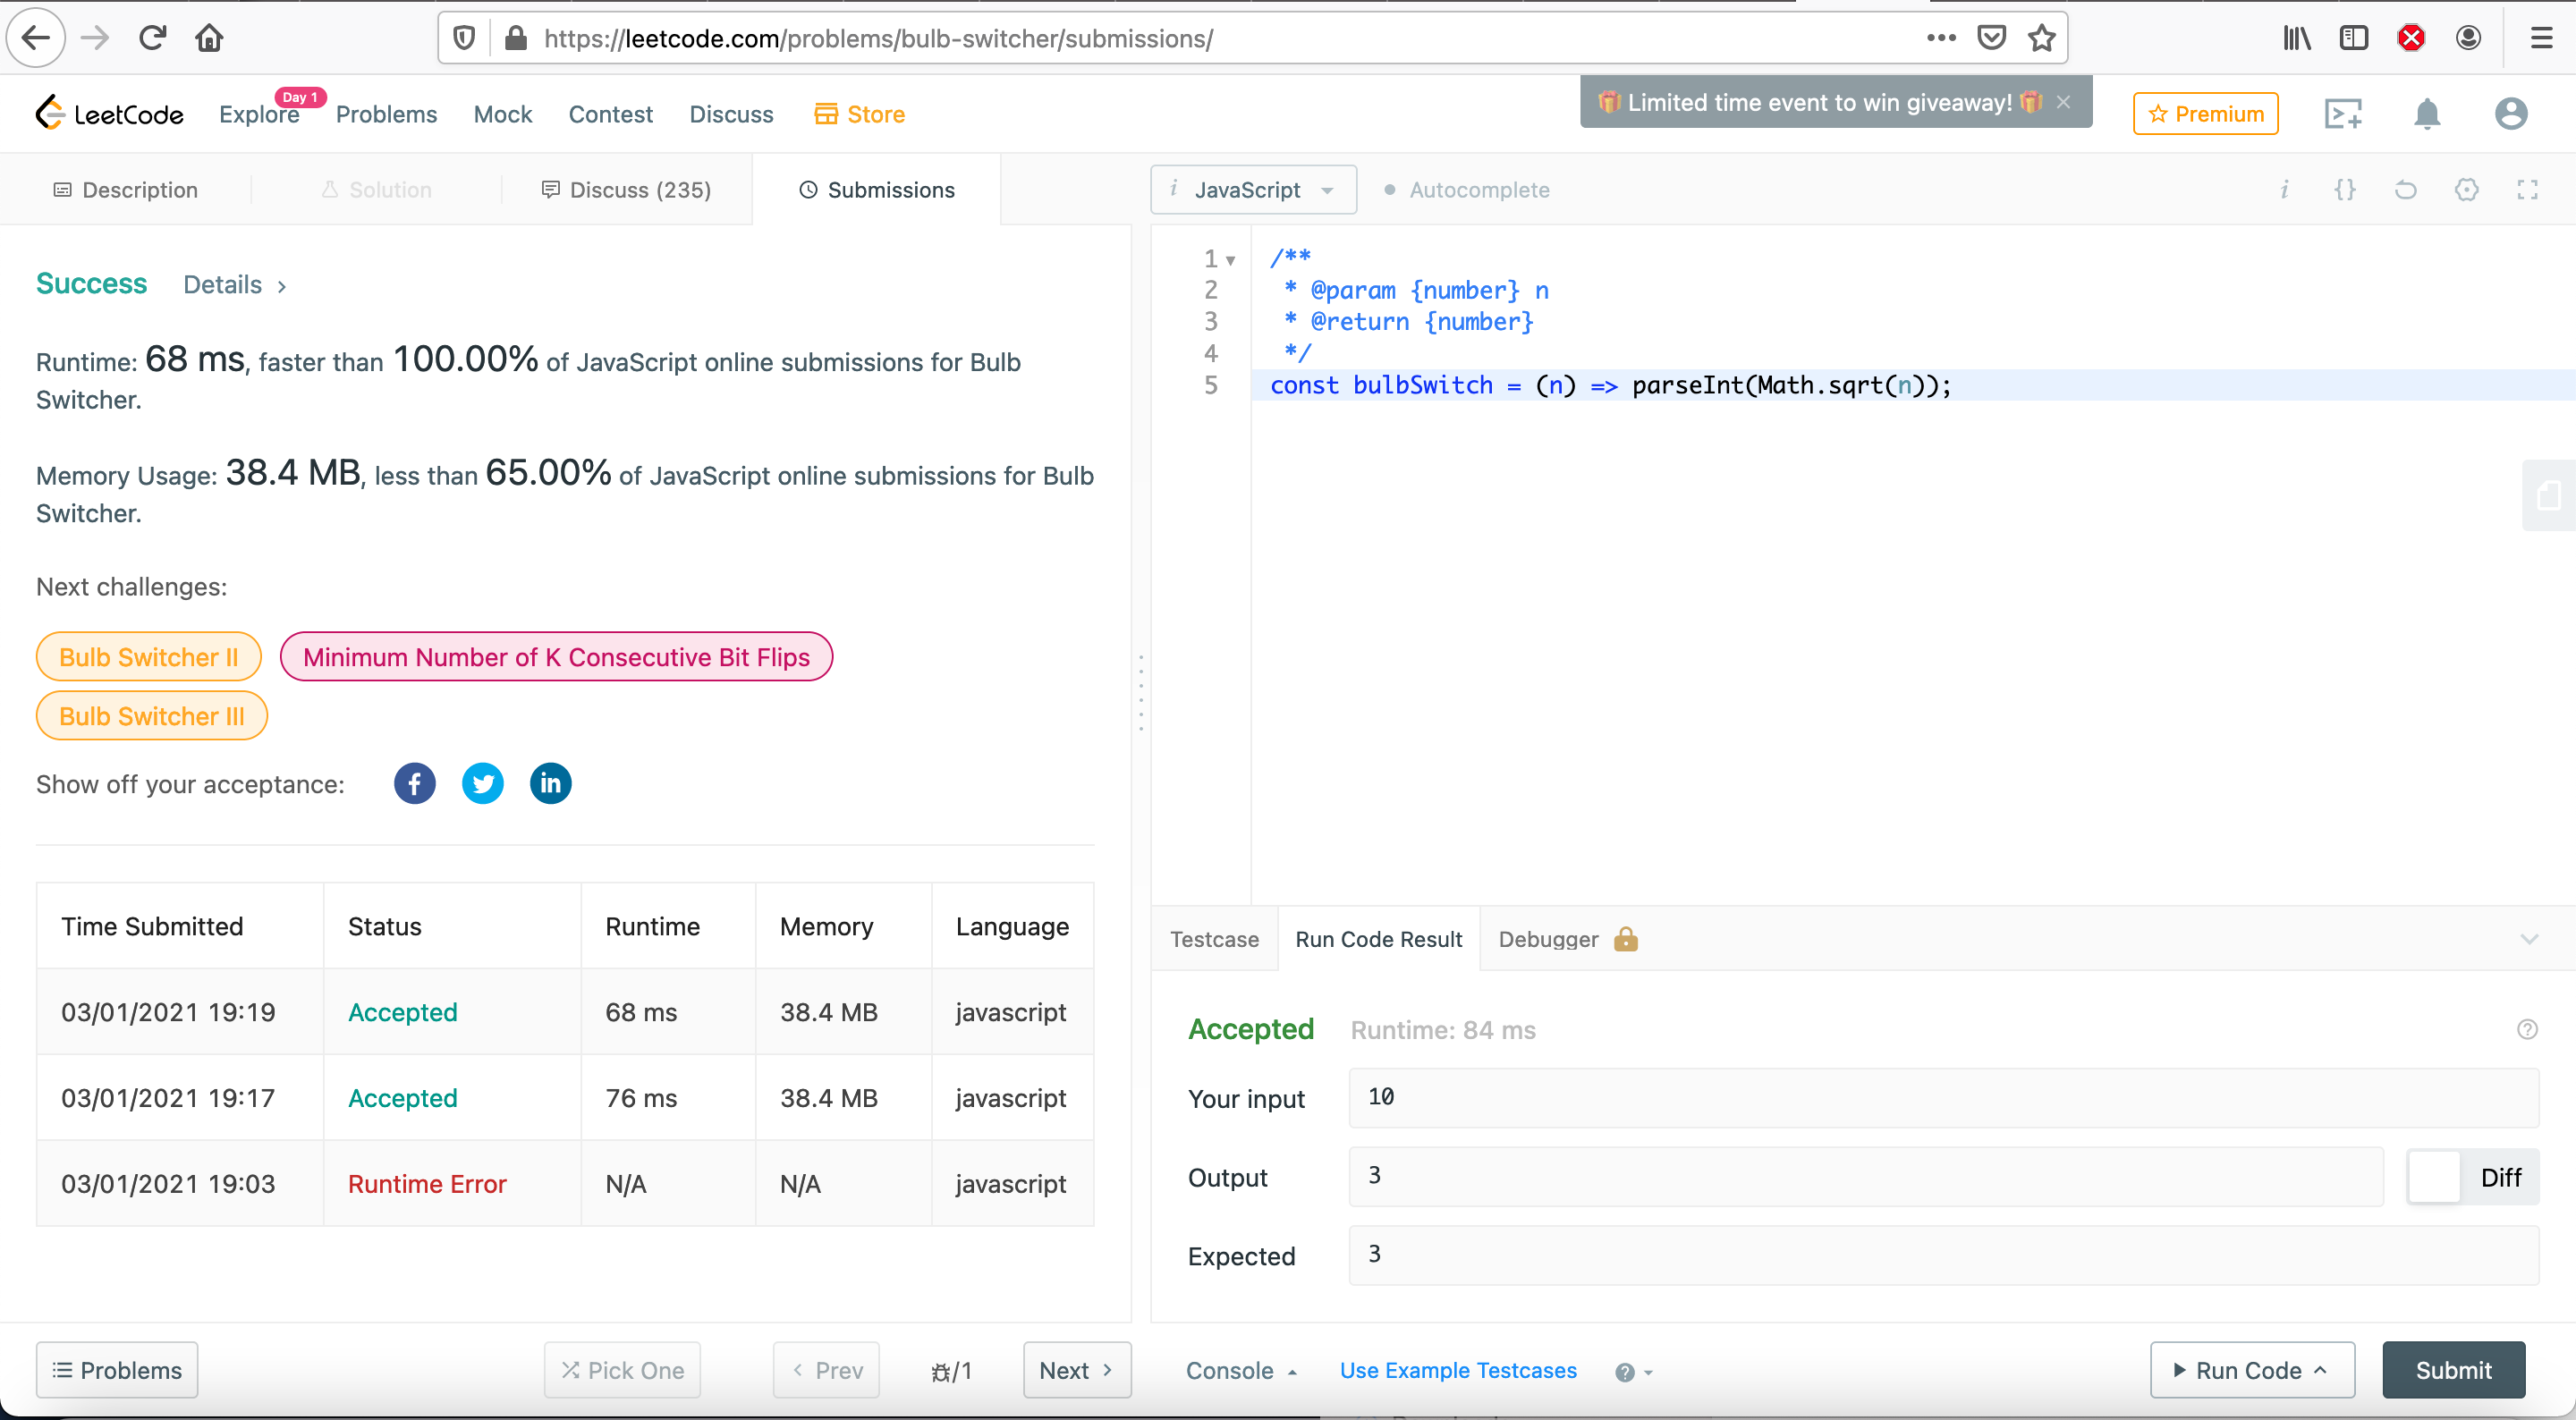 https://leetcode.com/problems/bulb-switcher/submissions/
LeetCode
Explore
Day 1
Problems
Mock
Contest
Discuss
Store
Limited time event to win giveaway!
Premium
Description
Solution
Discuss (235)
Submissions
Success
Details >
Runtime: 68 ms, faster than 100.00% of JavaScript online submissions for Bulb
Switcher.
Memory Usage: 38.4 MB, less than 65.00% of JavaScript online submissions for Bulb
Switcher.
Next challenges:
Bulb Switcher II
Minimum Number of K Consecutive Bit Flips
Bulb Switcher III
Show off your acceptance:
Time Submitted Status Runtime Memory Language
03/01/2021 19:19 Accepted 68 ms 38.4 MB javascript
03/01/2021 19:17 Accepted 76 ms 38.4 MB javascript
03/01/2021 19:03 Runtime Error N/A N/A javascript
Problems
Pick One
< Prev
/1
Next >
i JavaScript
Autocomplete
i {}
1 /**
2 * @param {number} n
3 * @return {number}
4 */
5 const bulbSwitch = (n) => parseInt(Math.sqrt(n));
Testcase
Run Code Result
Debugger
Accepted
Runtime: 84 ms
Your input
10
Output
3
Diff
Expected
3
Console
Use Example Testcases
Run Code
Submit